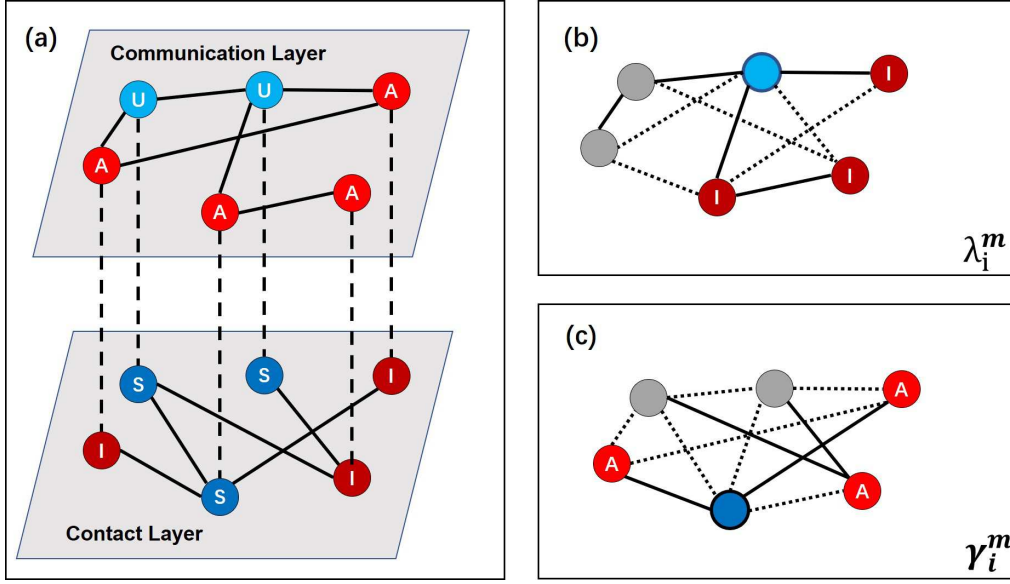 (a)
Communication Layer
U
U
A
A
A
A
S
S
I
I
I
S
Contact Layer
(b)
I
I
I
λ_i^m
(c)
A
A
A
γ_i^m